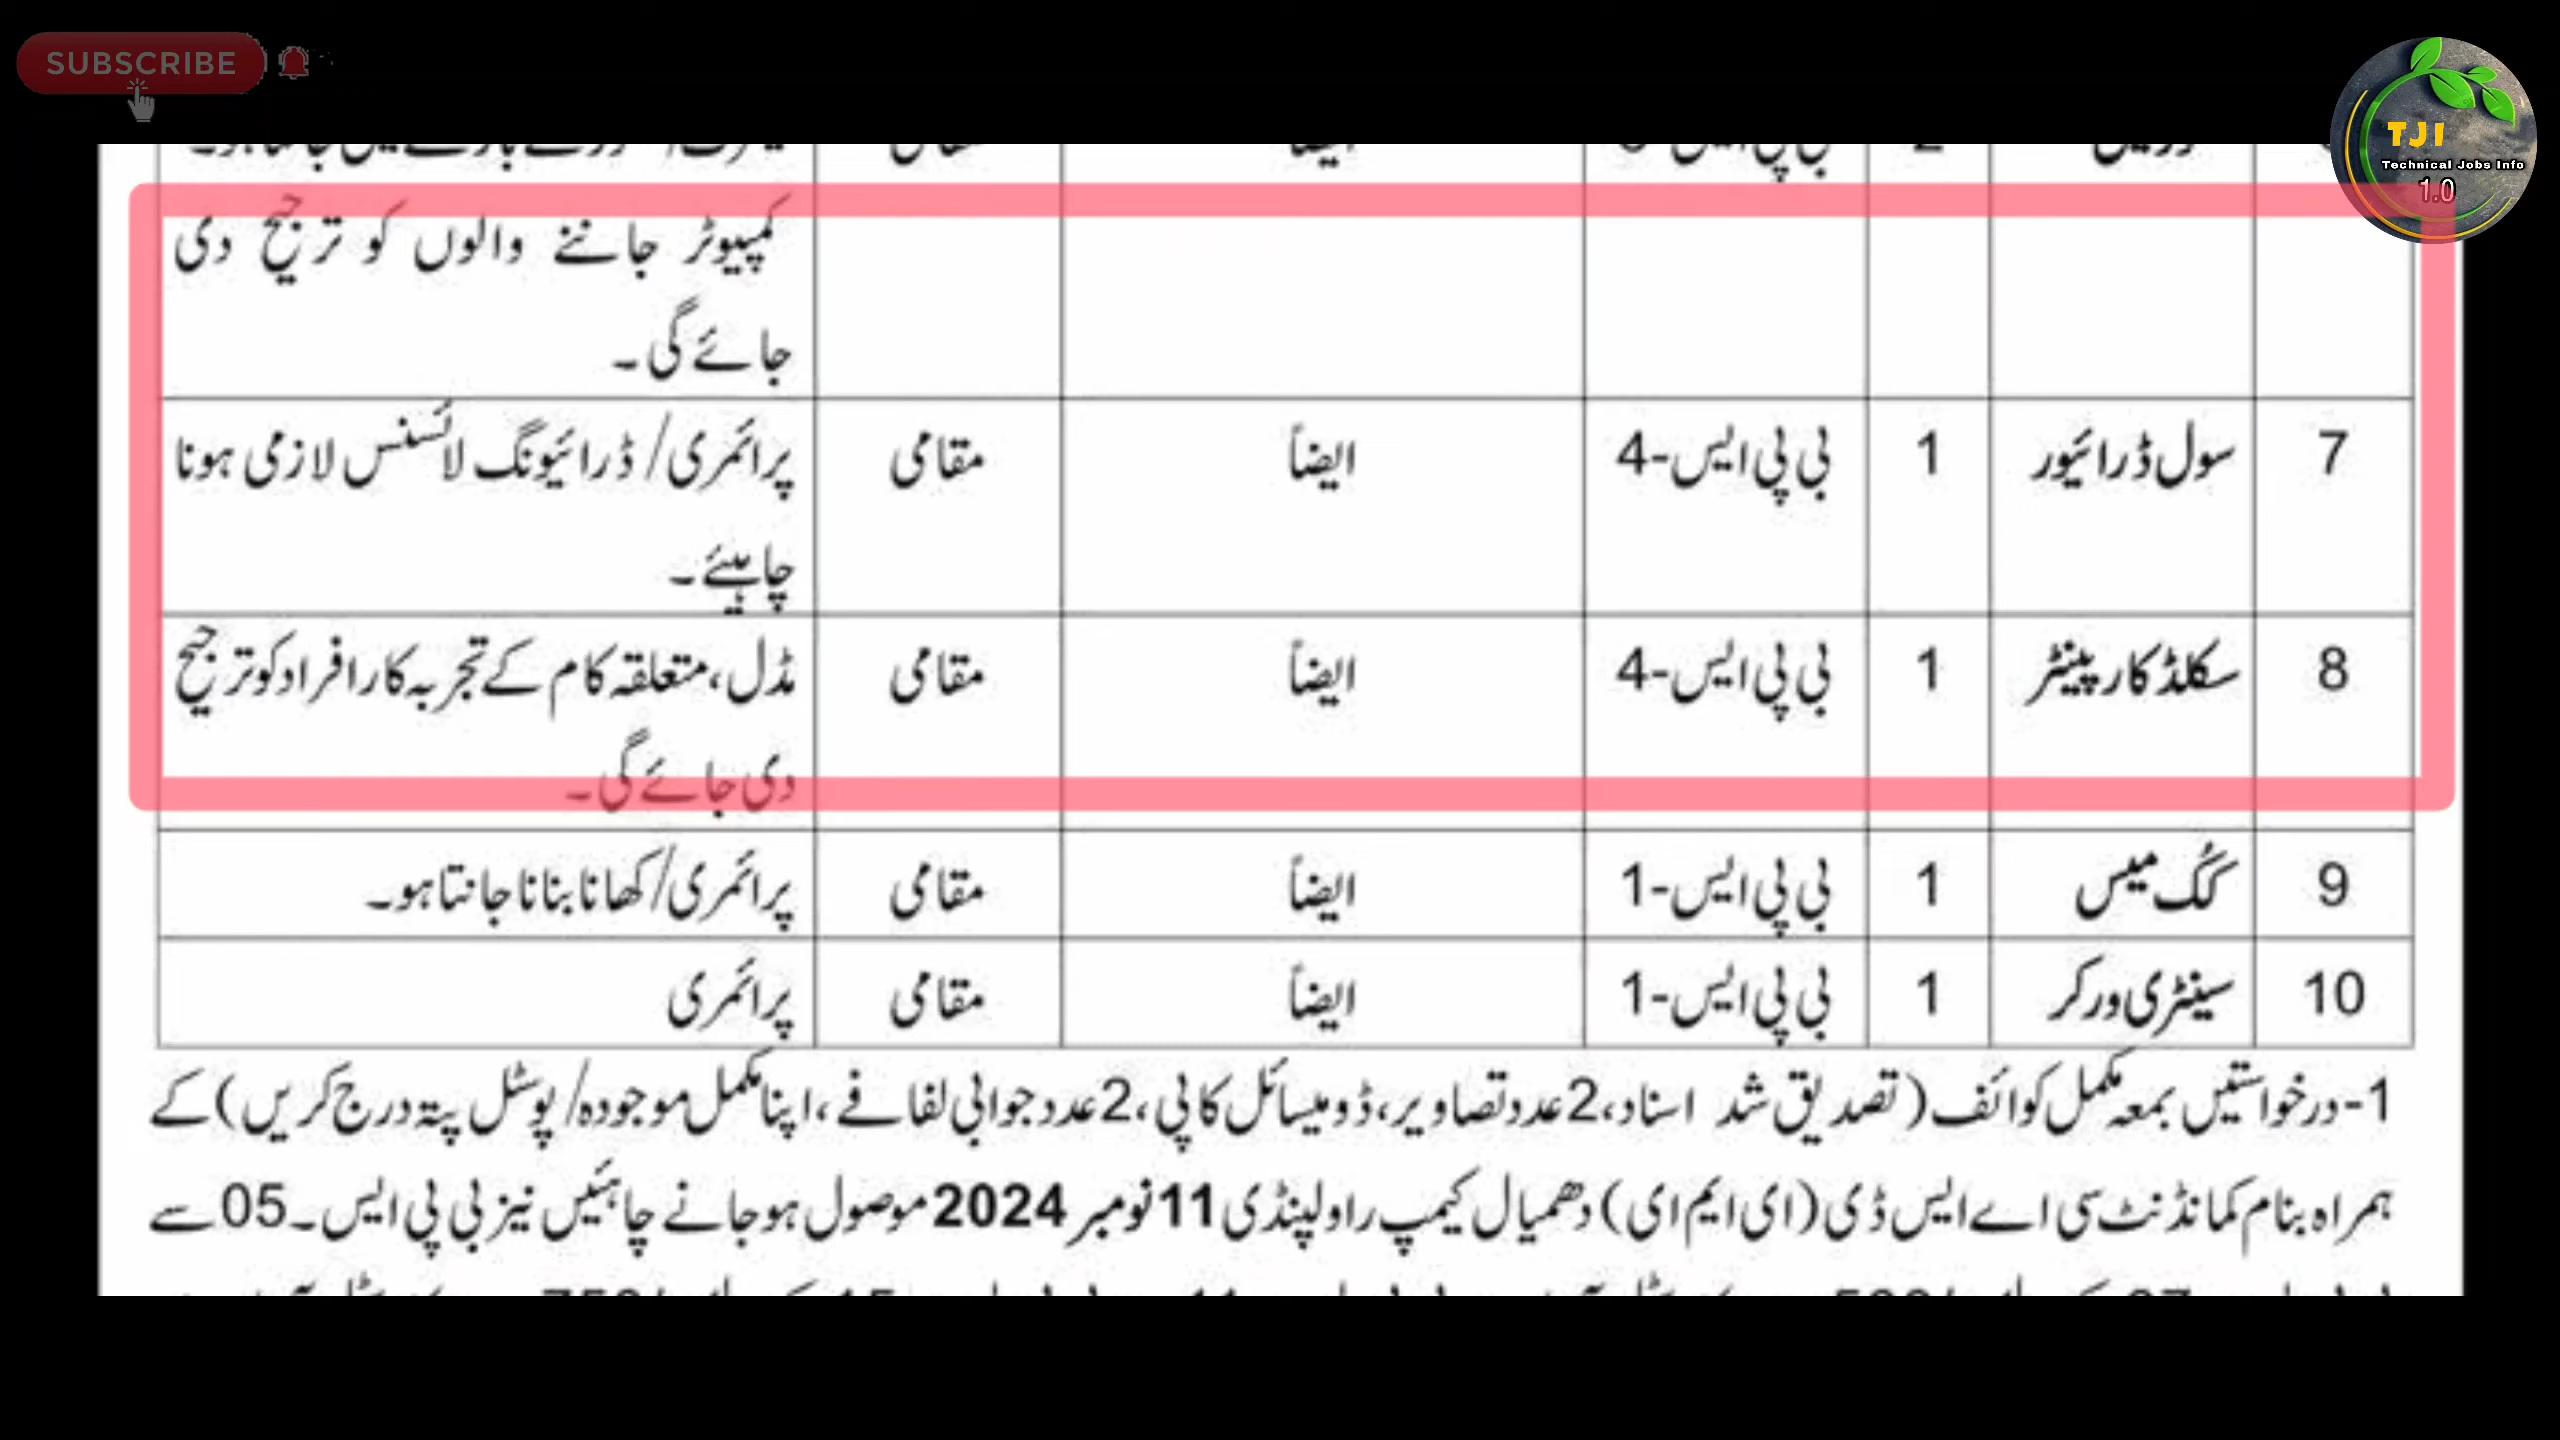 SUBSCRIBE
TJI
Technical Jobs Info
1.0
کمپیوٹر جاننے والوں کو ترجیح دی
جائے گی۔
7 سول ڈرائیور 1 بی پی ایس-4 ایضاً مقامی پرائمری/ ڈرائیونگ لائسنس لازمی ہونا
چاہیئے۔
8 سکلڈ کارپینٹر 1 بی پی ایس-4 ایضاً مقامی مڈل، متعلقہ کام کے تجربہ کار افراد کو ترجیح
دی جائے گی۔
9 کُک میس 1 بی پی ایس-1 ایضاً مقامی پرائمری/ کھانا بنانا جانتا ہو۔
10 سینٹری ورکر 1 بی پی ایس-1 ایضاً مقامی پرائمری
1- درخواستیں بمعہ مکمل کوائف (تصدیق شد اسناد، 2 عدد تصاویر، ڈومیسائل کاپی، 2 عدد جوابی لفافے، اپنا مکمل موجودہ/ پوسٹل پتہ درج کریں) کے
ہمراہ بنام کمانڈنٹ سی اے ایس ڈی (ای ایم ای) دھمیال کیمپ راولپنڈی 11 نومبر 2024 موصول ہو جانے چاہئیں نیز بی پی ایس۔05 سے